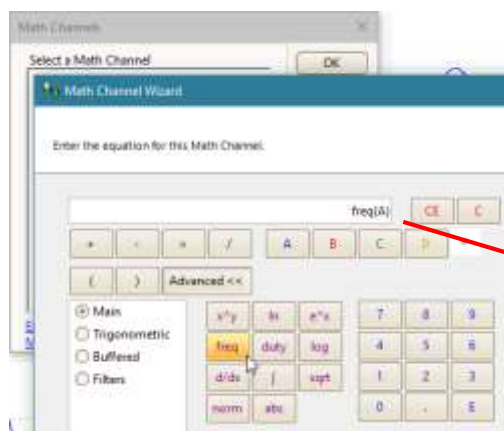 Math Channels
Select a Math Channel
OK
Math Channel Wizard
Enter the equation for this Math Channel.
freq(A) CE C
+ - * / A B C D
( ) Advanced <<
Main x^y ln e^x 7 8 9
Trigonometric freq duty log 4 5 6
Buffered d/dx ∫ sqrt 1 2 3
Filters norm abs 0 . E